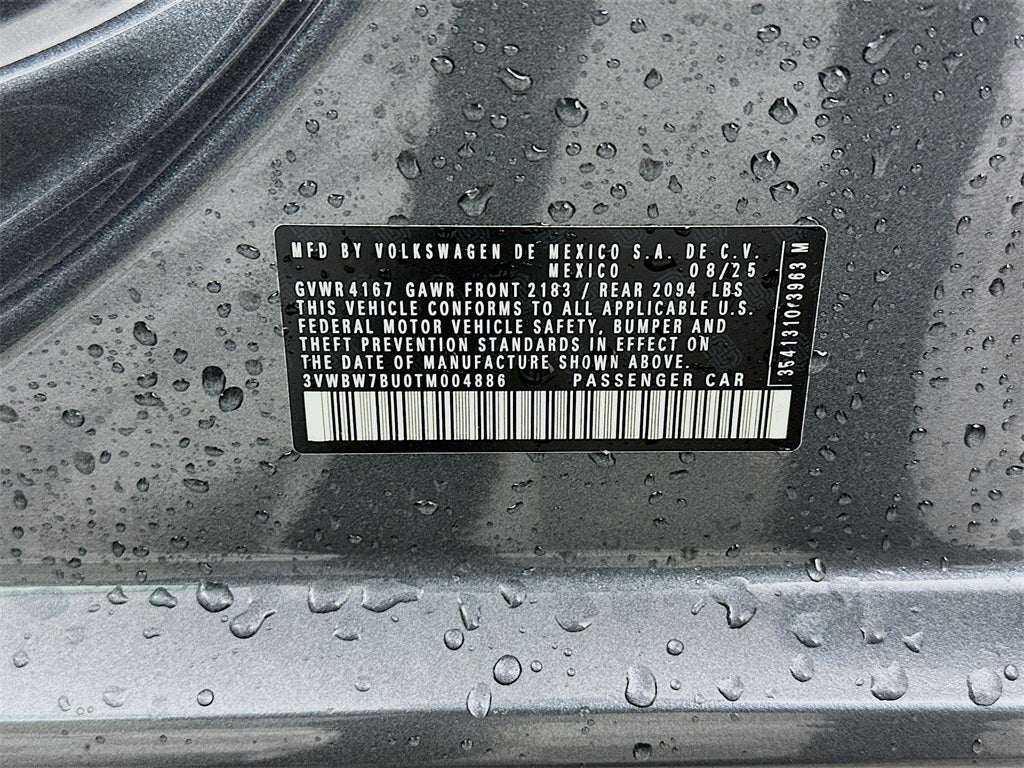 MFD BY VOLKSWAGEN DE MEXICO S.A. DE C.V.
MEXICO 08/25
GVWR 4167 GAWR FRONT 2183 / REAR 2094 LBS
THIS VEHICLE CONFORMS TO ALL APPLICABLE U.S.
FEDERAL MOTOR VEHICLE SAFETY, BUMPER AND
THEFT PREVENTION STANDARDS IN EFFECT ON
THE DATE OF MANUFACTURE SHOWN ABOVE.
3VWBW7BU0TM004886 PASSENGER CAR